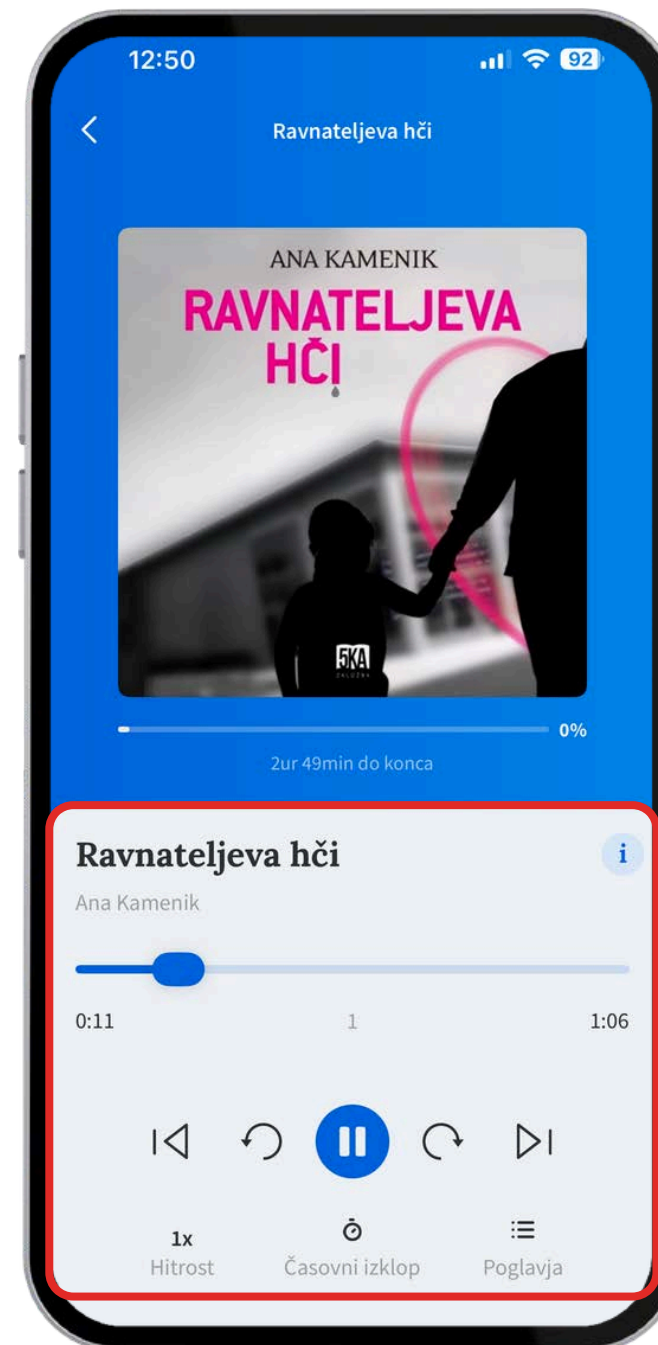 12:50
92
Ravnateljeva hči
ANA KAMENIK
RAVNATELJEVA
HČI
5KA
ZALOŽBA
0%
2ur 49min do konca
Ravnateljeva hči
i
Ana Kamenik
0:11 1 1:06
1x
Hitrost Časovni izklop Poglavja